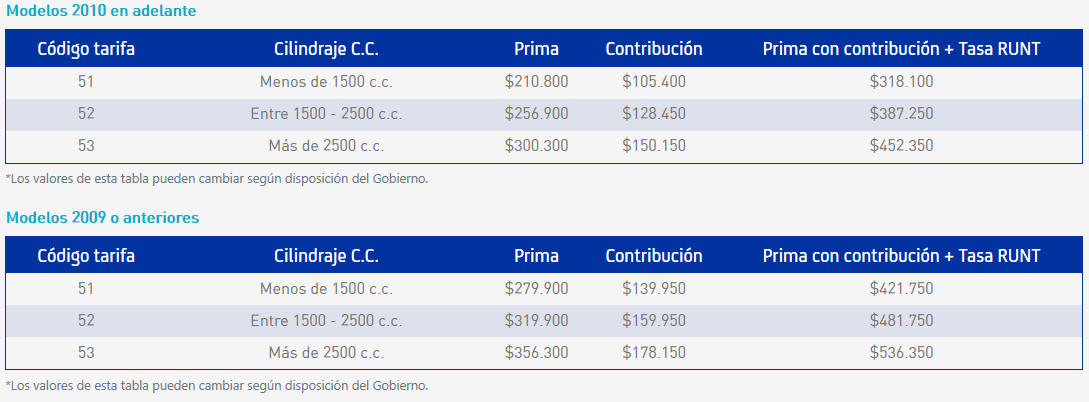 Modelos 2010 en adelante
Código tarifa Cilindraje C.C. Prima Contribución Prima con contribución + Tasa RUNT
51 Menos de 1500 c.c. $210.800 $105.400 $318.100
52 Entre 1500 - 2500 c.c. $256.900 $128.450 $387.250
53 Más de 2500 c.c. $300.300 $150.150 $452.350
*Los valores de esta tabla pueden cambiar según disposición del Gobierno.
Modelos 2009 o anteriores
Código tarifa Cilindraje C.C. Prima Contribución Prima con contribución + Tasa RUNT
51 Menos de 1500 c.c. $279.900 $139.950 $421.750
52 Entre 1500 - 2500 c.c. $319.900 $159.950 $481.750
53 Más de 2500 c.c. $356.300 $178.150 $536.350
*Los valores de esta tabla pueden cambiar según disposición del Gobierno.